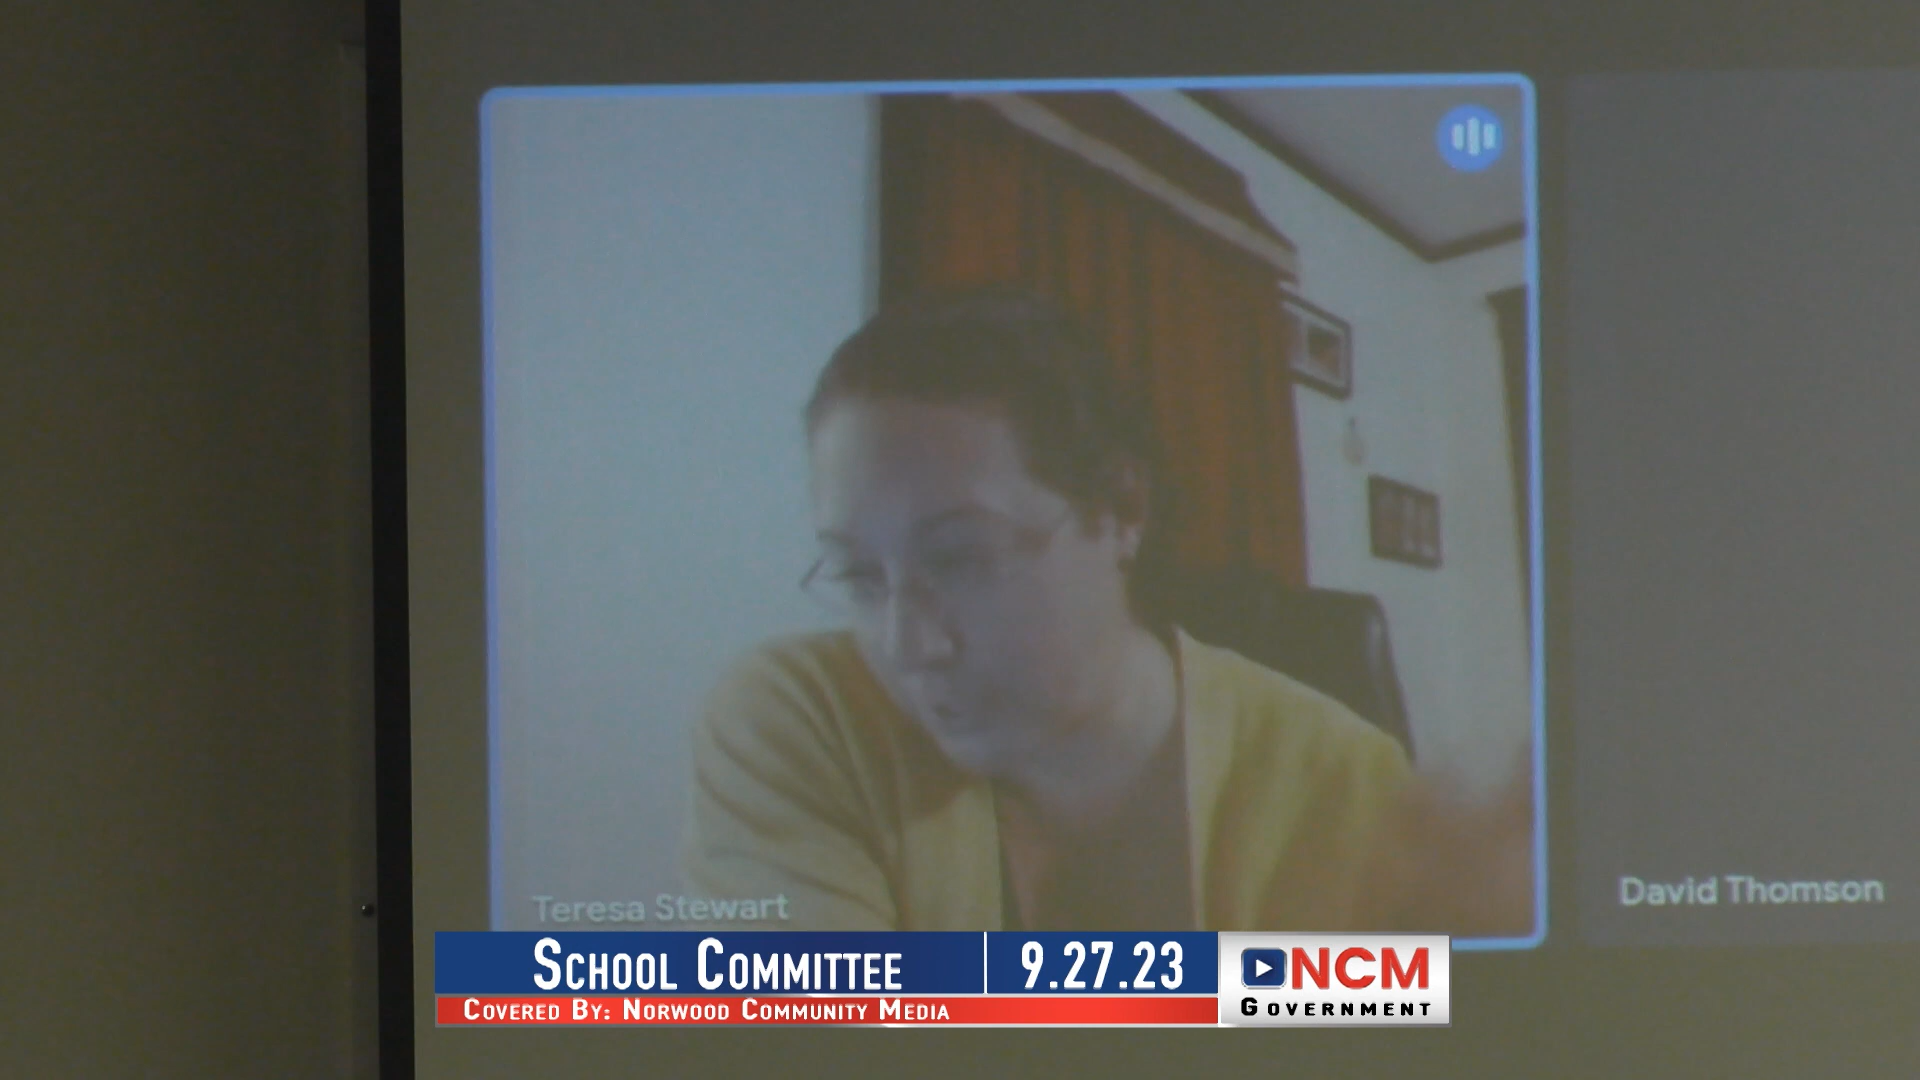 Teresa Stewart
David Thomson
School Committee
9.27.23
NCM
Government
Covered By: Norwood Community Media